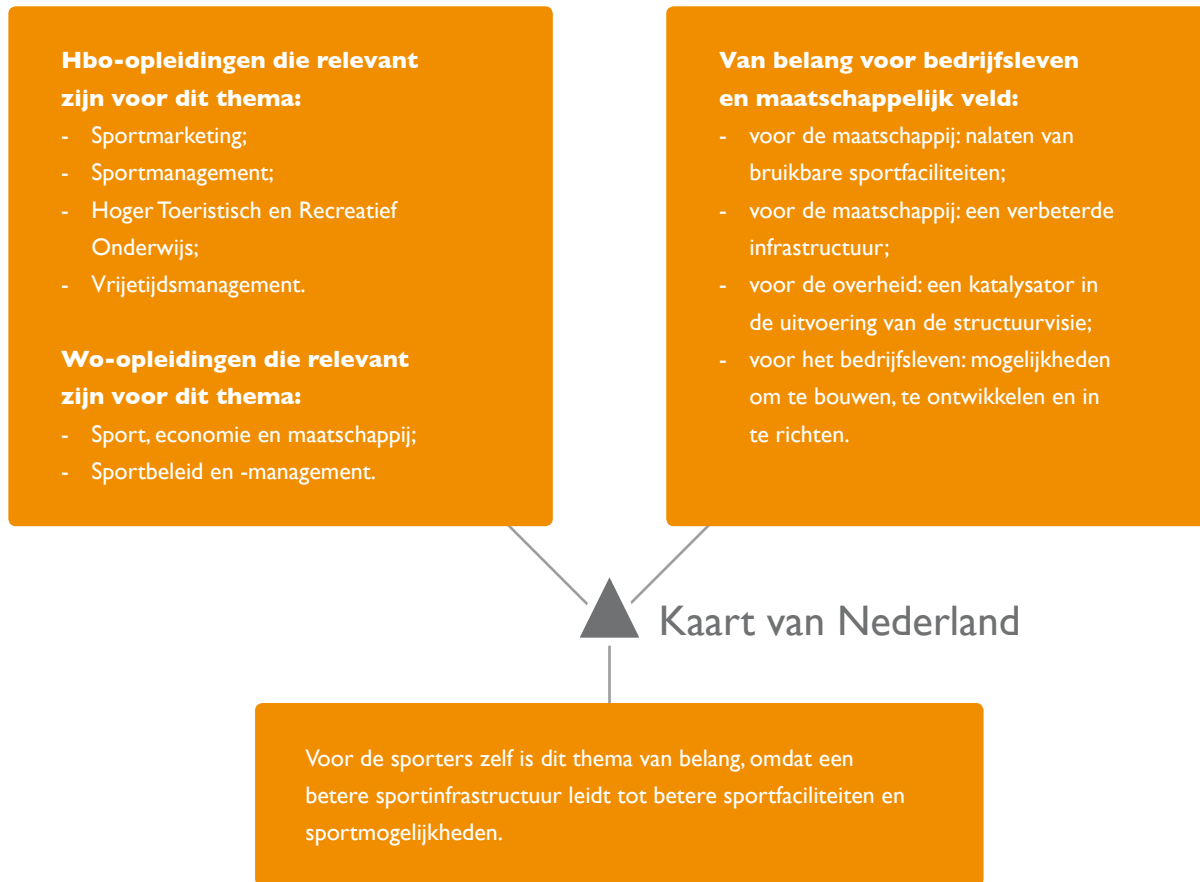 Hbo-opleidingen die relevant
zijn voor dit thema:
- Sportmarketing;
- Sportmanagement;
- Hoger Toeristisch en Recreatief
Onderwijs;
- Vrijetijdsmanagement.
Wo-opleidingen die relevant
zijn voor dit thema:
- Sport, economie en maatschappij;
- Sportbeleid en -management.
Van belang voor bedrijfsleven
en maatschappelijk veld:
- voor de maatschappij: nalaten van
bruikbare sportfaciliteiten;
- voor de maatschappij: een verbeterde
infrastructuur;
- voor de overheid: een katalysator in
de uitvoering van de structuurvisie;
- voor het bedrijfsleven: mogelijkheden
om te bouwen, te ontwikkelen en in
te richten.
Kaart van Nederland
Voor de sporters zelf is dit thema van belang, omdat een
betere sportinfrastructuur leidt tot betere sportfaciliteiten en
sportmogelijkheden.